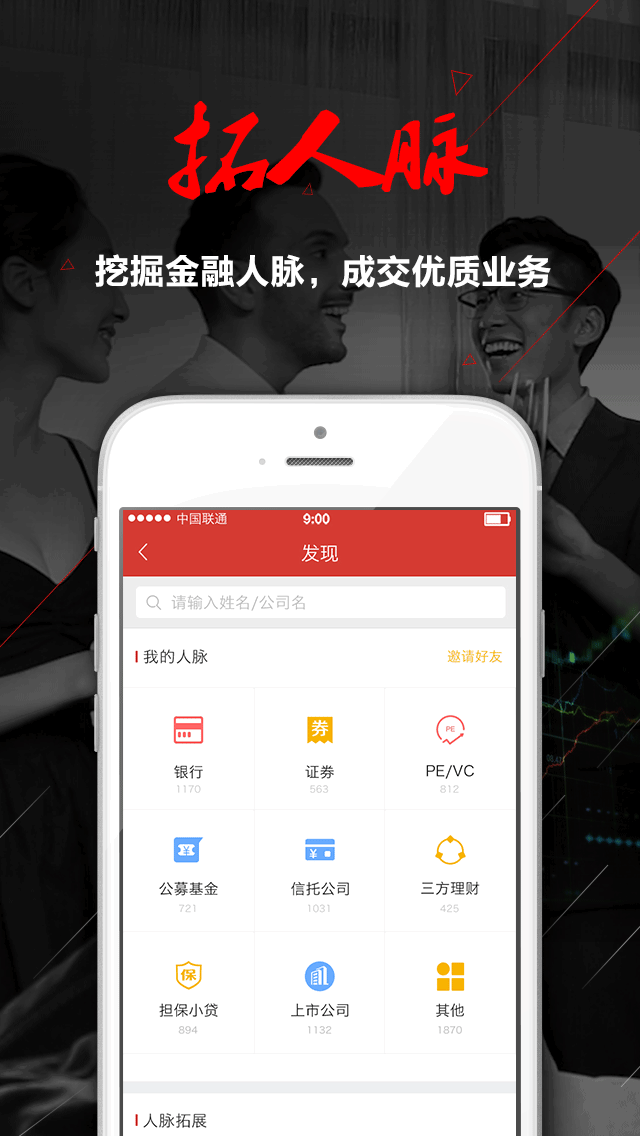 拓人脉
挖掘金融人脉，成交优质业务
中国联通 9:00
发现
请输入姓名/公司名
我的人脉 邀请好友
券 PE
银行 证券 PE/VC
1170 563 812
公募基金 信托公司 三方理财
721 1031 425
保
担保小贷 上市公司 其他
894 1132 1870
人脉拓展